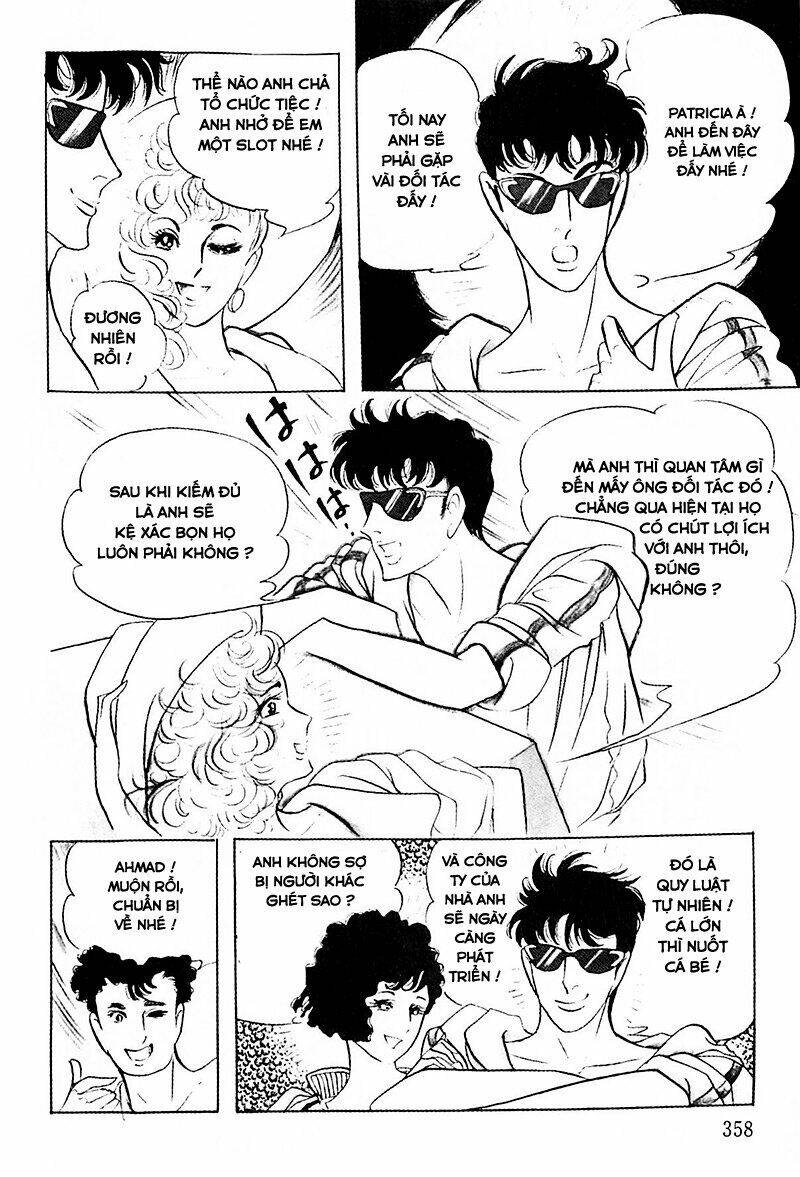 PATRICIA À !
ANH ĐẾN ĐÂY
ĐỂ LÀM VIỆC
ĐẤY NHÉ !
TỐI NAY
ANH SẼ
PHẢI GẶP
VÀI ĐỐI TÁC
ĐẤY !
THỂ NÀO ANH CHẢ
TỔ CHỨC TIỆC !
ANH NHỚ ĐỂ EM
MỘT SLOT NHÉ !
ĐƯƠNG
NHIÊN
RỒI !
MÀ ANH THÌ QUAN TÂM GÌ
ĐẾN MẤY ÔNG ĐỐI TÁC ĐÓ !
CHẲNG QUA HIỆN TẠI HỌ
CÓ CHÚT LỢI ÍCH
VỚI ANH THÔI,
ĐÚNG
KHÔNG ?
はははは!
SAU KHI KIẾM ĐỦ
LÀ ANH SẼ
KỆ XÁC BỌN HỌ
LUÔN PHẢI KHÔNG ?
ĐÓ LÀ
QUY LUẬT
TỰ NHIÊN !
CÁ LỚN
THÌ NUỐT
CÁ BÉ !
VÀ CÔNG
TY CỦA
NHÀ ANH
SẼ NGÀY
CÀNG
PHÁT
TRIỂN !
ANH KHÔNG SỢ
BỊ NGƯỜI KHÁC
GHÉT SAO ?
AHMAD !
MUỘN RỒI,
CHUẨN BỊ
VỀ NHÉ !
358